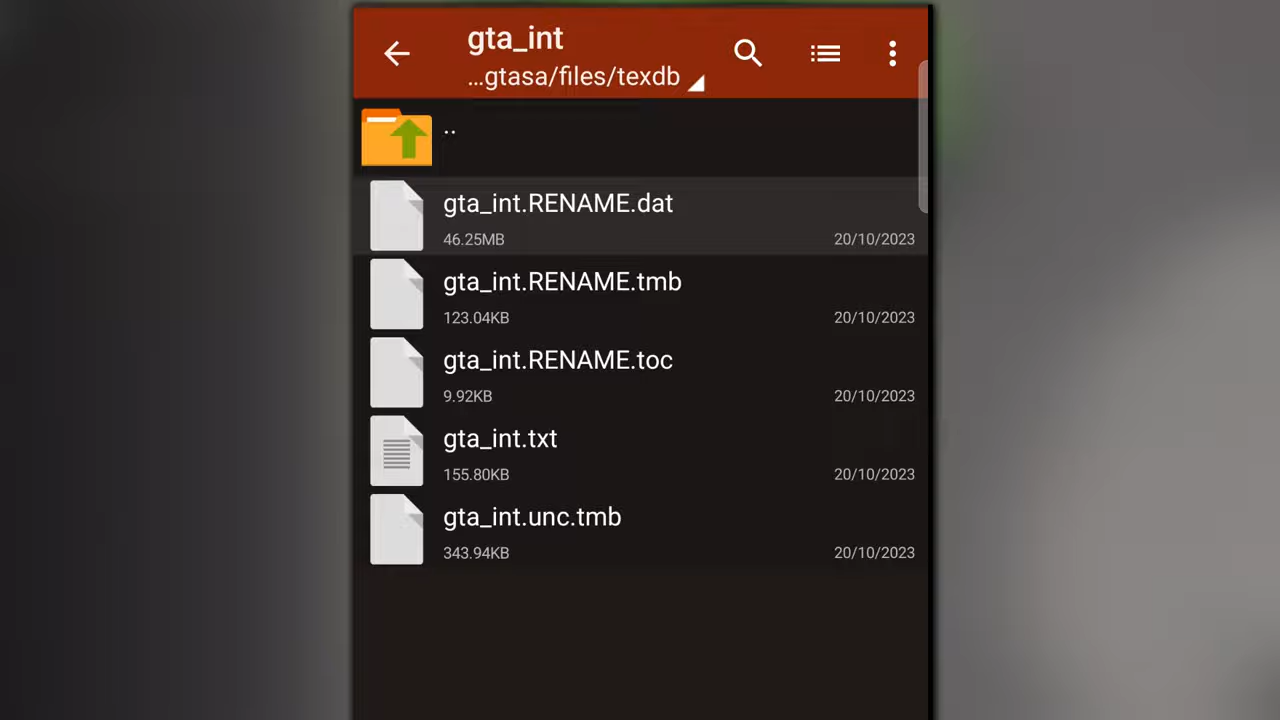 gta_int
...gtasa/files/texdb
..
gta_int.RENAME.dat
46.25MB 20/10/2023
gta_int.RENAME.tmb
123.04KB 20/10/2023
gta_int.RENAME.toc
9.92KB 20/10/2023
gta_int.txt
155.80KB 20/10/2023
gta_int.unc.tmb
343.94KB 20/10/2023